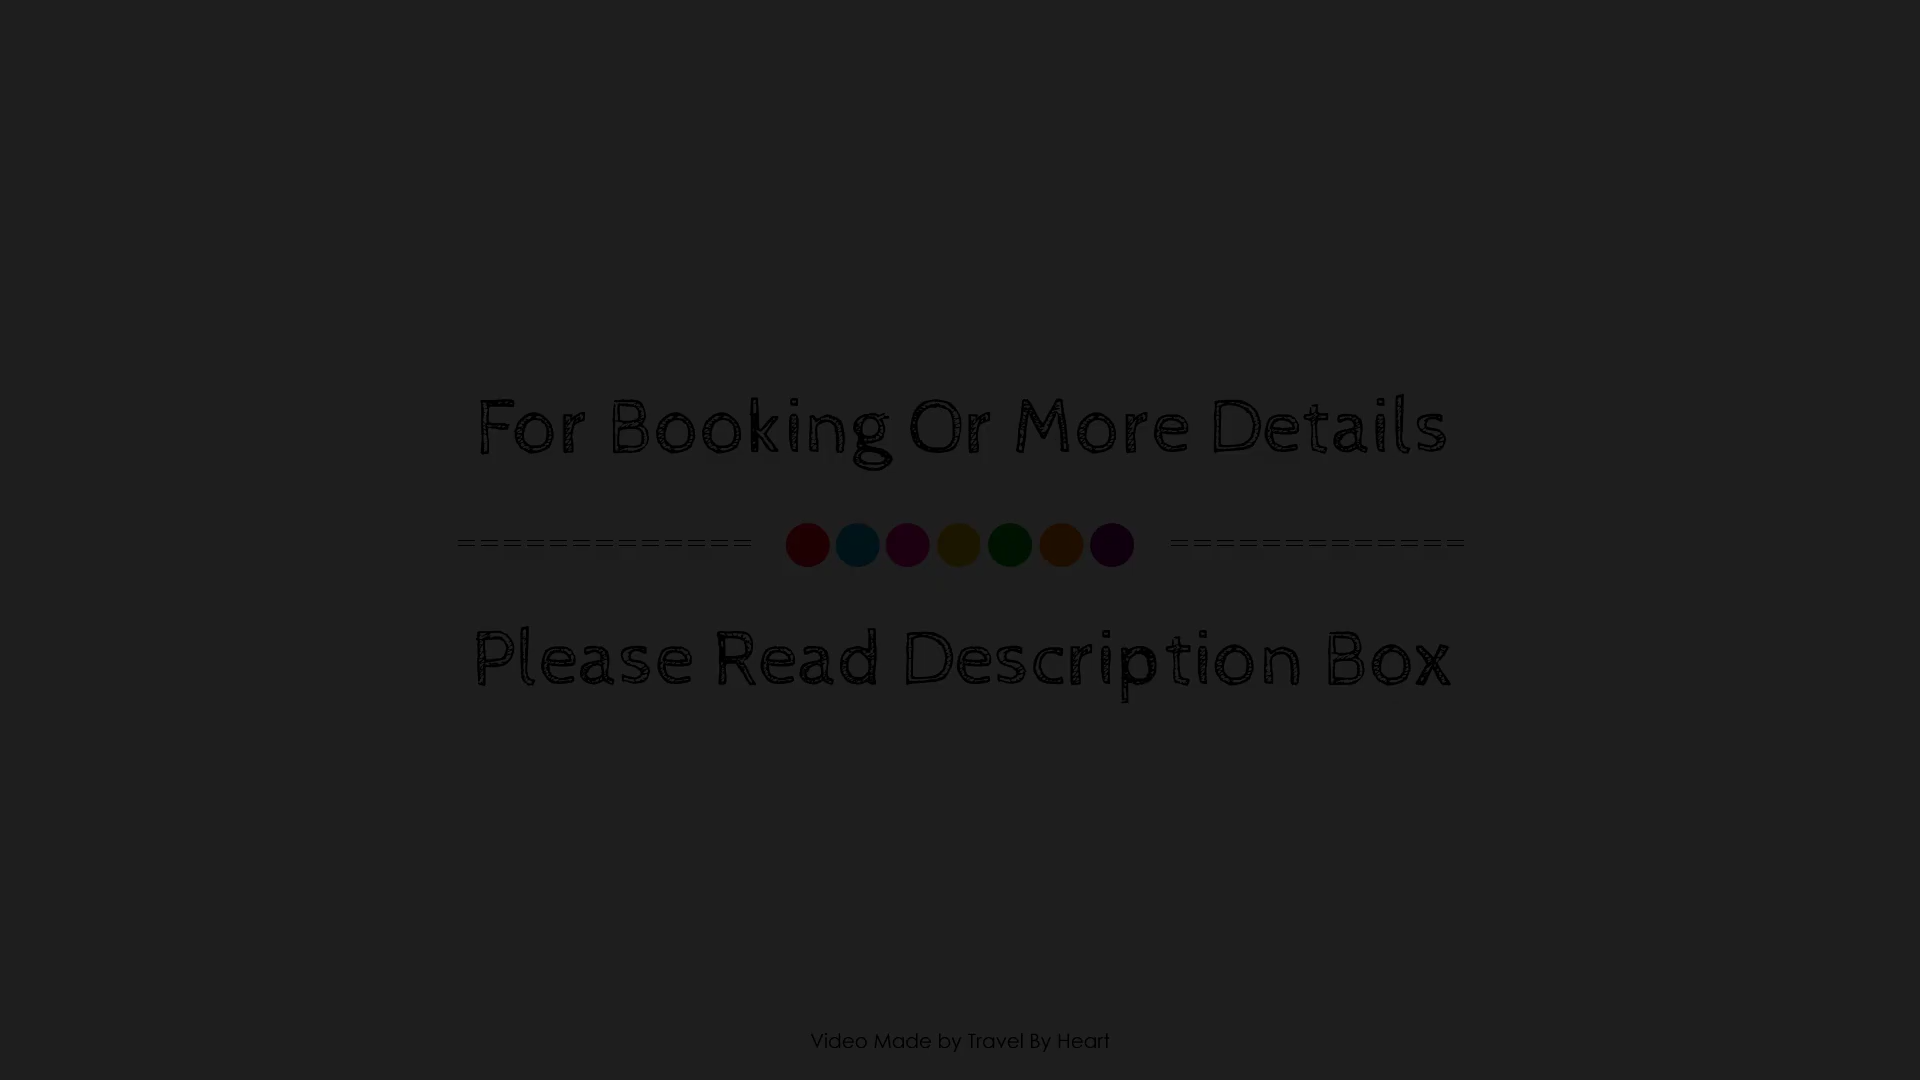 For Booking Or More Details
============= =============
Please Read Description Box
Video Made by Travel By Heart